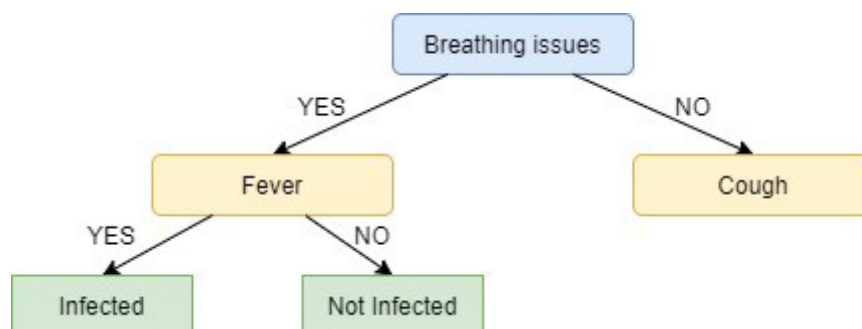 Breathing issues
YES
NO
Fever
Cough
YES
NO
Infected
Not Infected